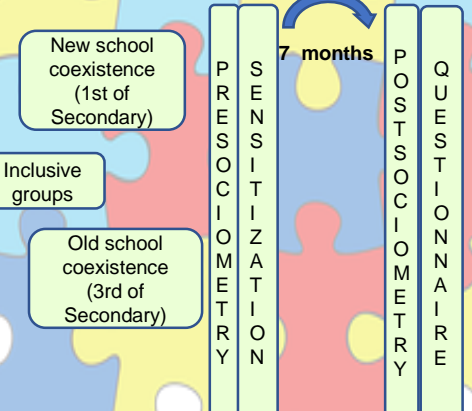 New school
coexistence
(1st of
Secondary)
Inclusive
groups
Old school
coexistence
(3rd of
Secondary)
PRESOCIOMETRY
SENSITIZATION
7 months
POSTSOCIOMETRY
QUESTIONNAIRE